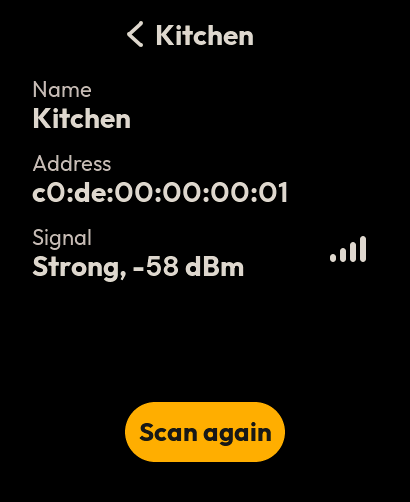 Kitchen
Name
Kitchen
Address
c0:de:00:00:00:01
Signal
Strong, -58 dBm
Scan again